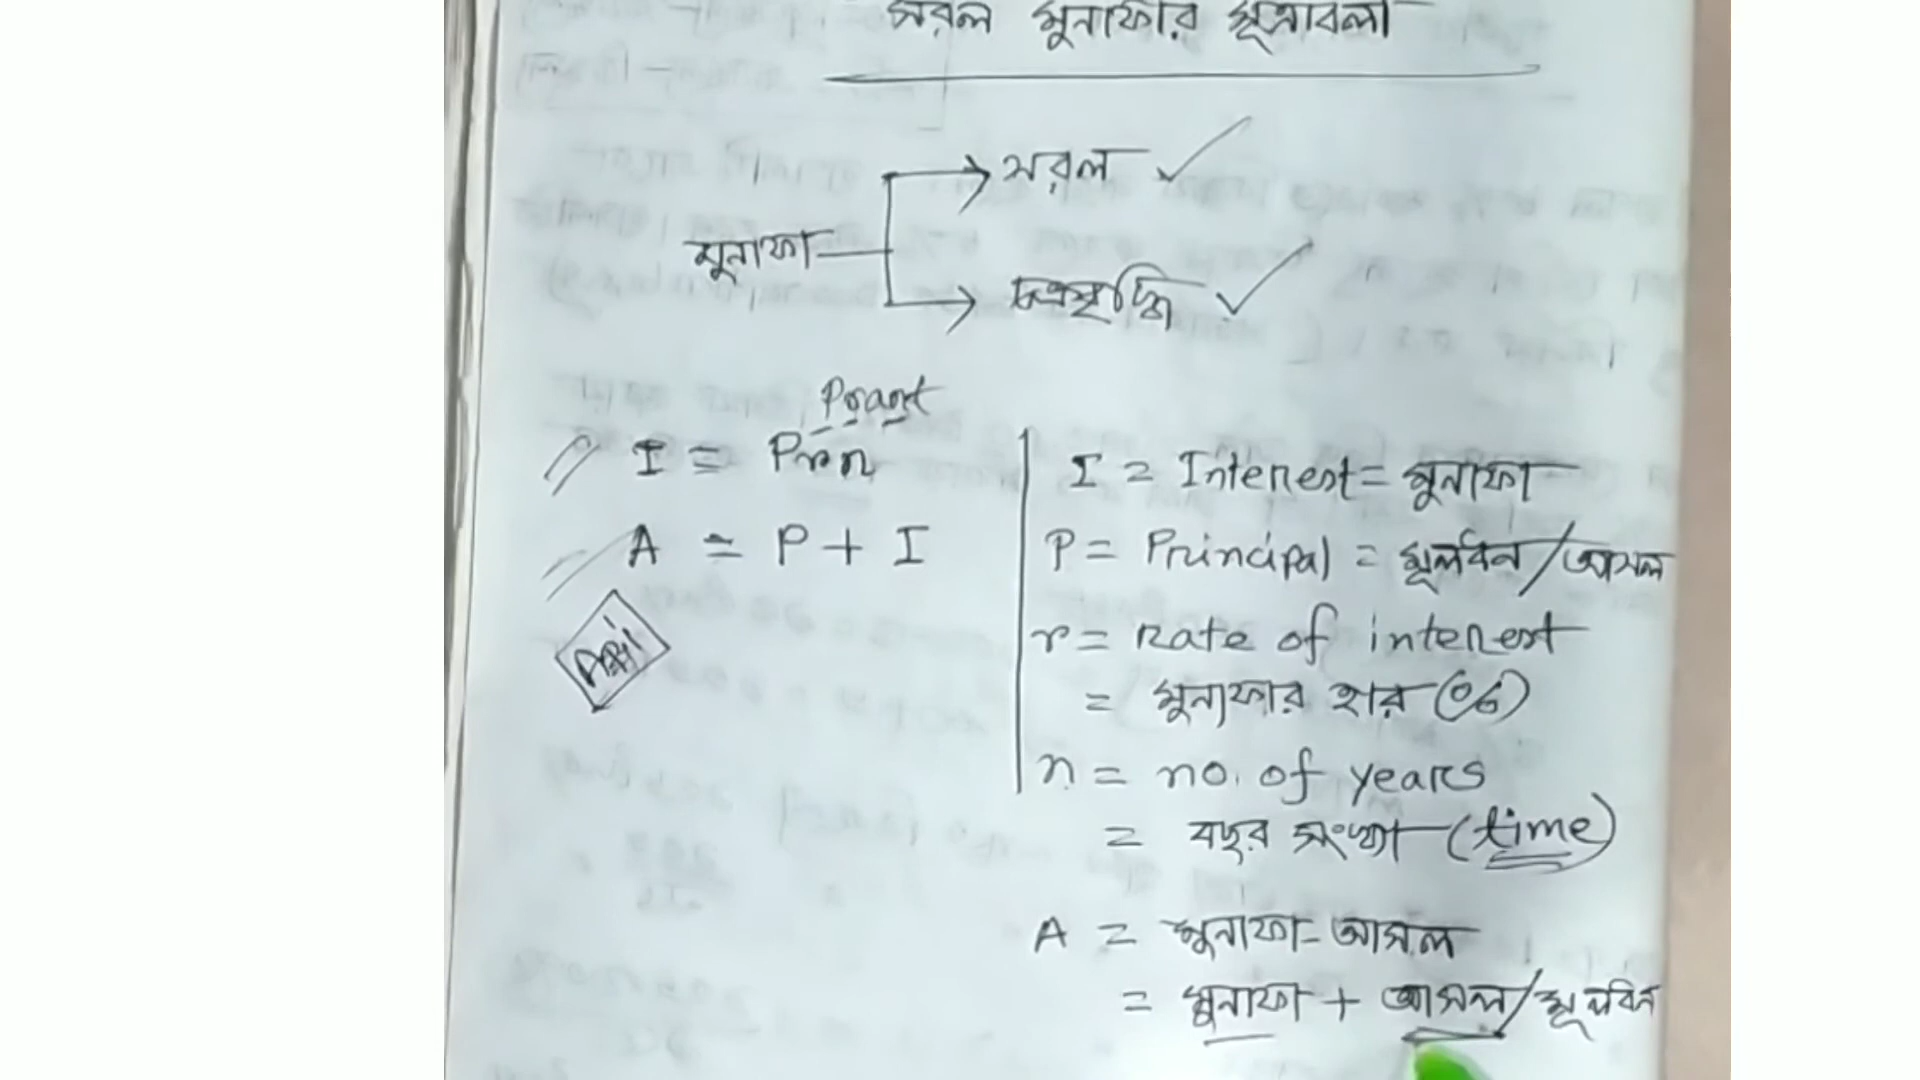 সরল মুনাফার সূত্রাবলী
সরল
মুনাফা
চক্রবৃদ্ধি
I = Prn
A = P + I
I = Interest = মুনাফা
P = Principal = মূলধন / আসল
r = Rate of interest
= মুনাফার হার (%)
n = no. of years
= বছর সংখ্যা (time)
A = মুনাফা-আসল
= মুনাফা + আসল / মূলধন